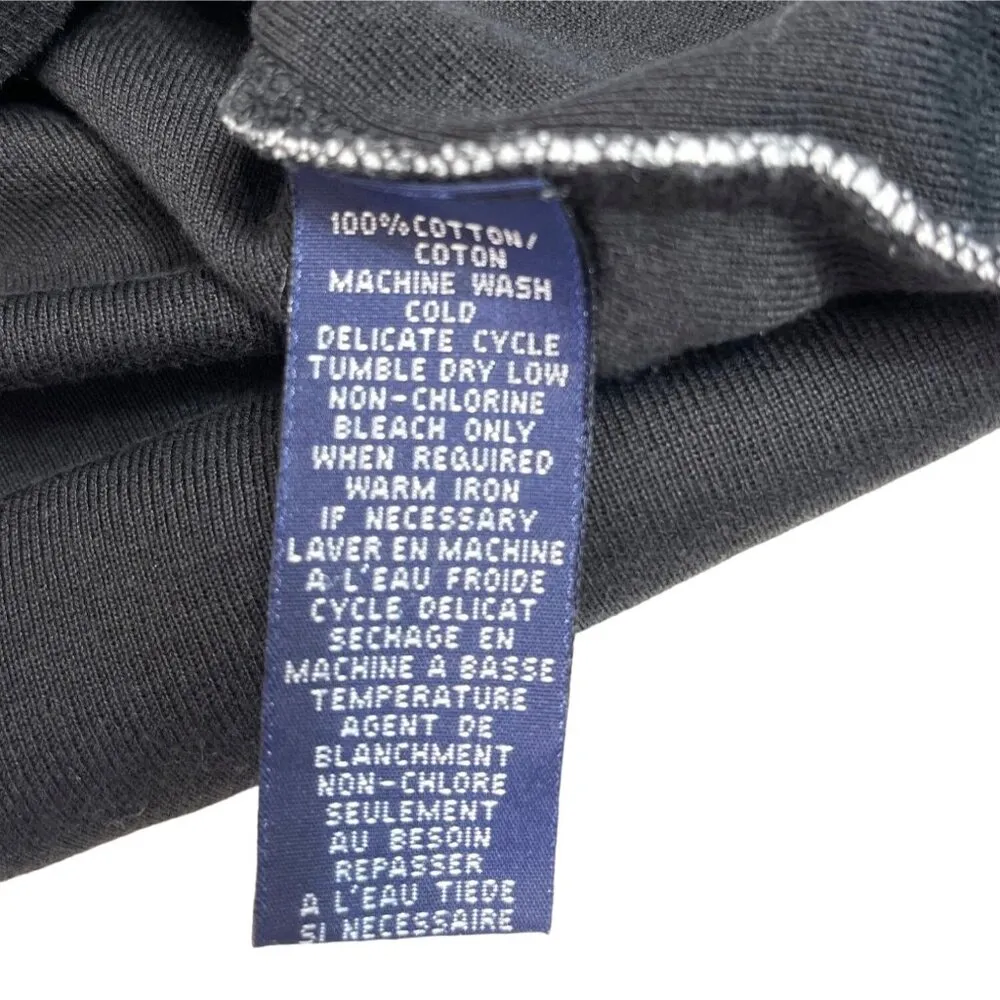 100% COTTON/
COTON
MACHINE WASH
COLD
DELICATE CYCLE
TUMBLE DRY LOW
NON-CHLORINE
BLEACH ONLY
WHEN REQUIRED
WARM IRON
IF NECESSARY
LAVER EN MACHINE
A L'EAU FROIDE
CYCLE DELICAT
SECHAGE EN
MACHINE A BASSE
TEMPERATURE
AGENT DE
BLANCHMENT
NON-CHLORE
SEULEMENT
AU BESOIN
REPASSER
A L'EAU TIEDE
SI NECESSAIRE